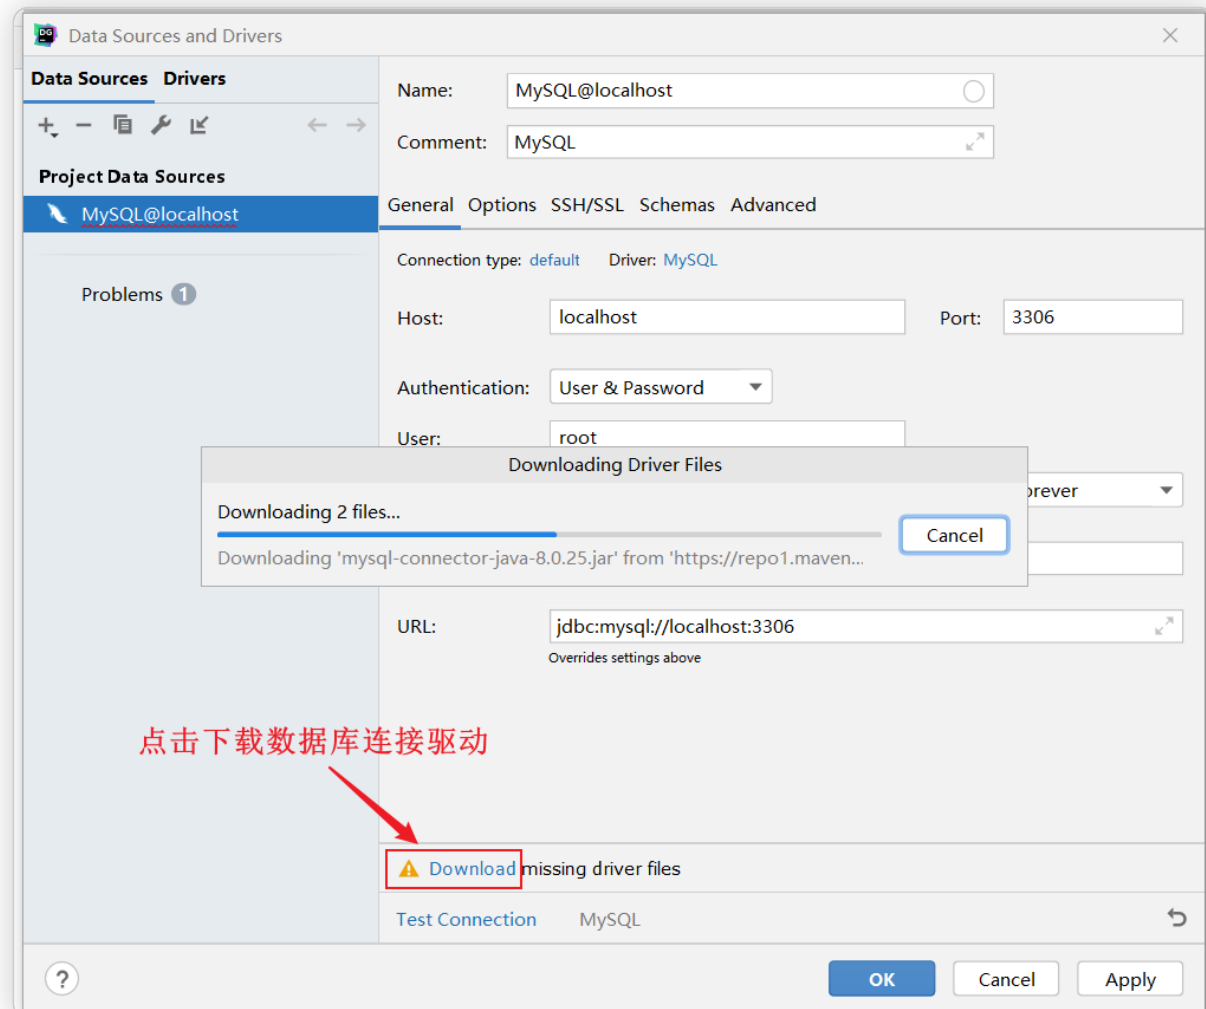 DG
Data Sources and Drivers
Data Sources Drivers
Project Data Sources
MySQL@localhost
Problems 1
Name: MySQL@localhost
Comment: MySQL
General Options SSH/SSL Schemas Advanced
Connection type: default Driver: MySQL
Host: localhost Port: 3306
Authentication: User & Password
User: root
Downloading Driver Files
Downloading 2 files...
Cancel
Downloading 'mysql-connector-java-8.0.25.jar' from 'https://repo1.maven...
URL: jdbc:mysql://localhost:3306
Overrides settings above
点击下载数据库连接驱动
Download missing driver files
Test Connection MySQL
?
OK Cancel Apply